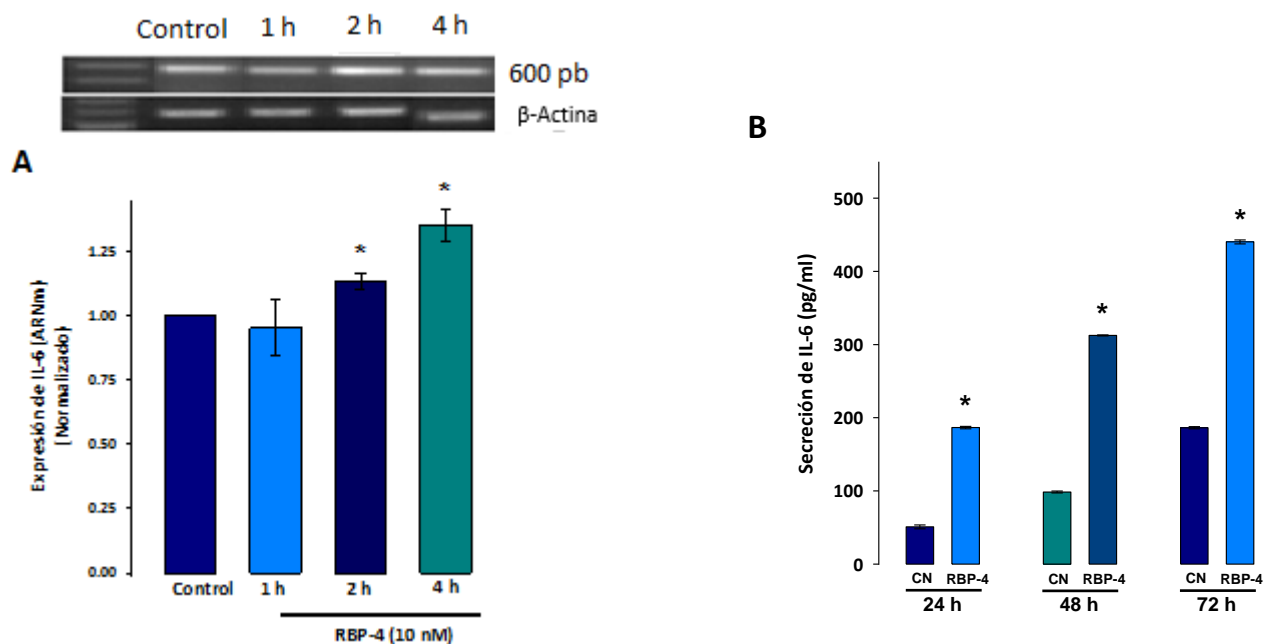 Control 1 h 2 h 4 h
600 pb
β-Actina
A
Expresión de IL-6 (ARNm)
(Normalizado)
1.25
1.00
0.75
0.50
0.25
0.00
*
*
Control 1 h 2 h 4 h
RBP-4 (10 nM)
B
Secreción de IL-6 (pg/ml)
500
400
300
200
100
0
*
*
*
CN RBP-4 CN RBP-4 CN RBP-4
24 h 48 h 72 h